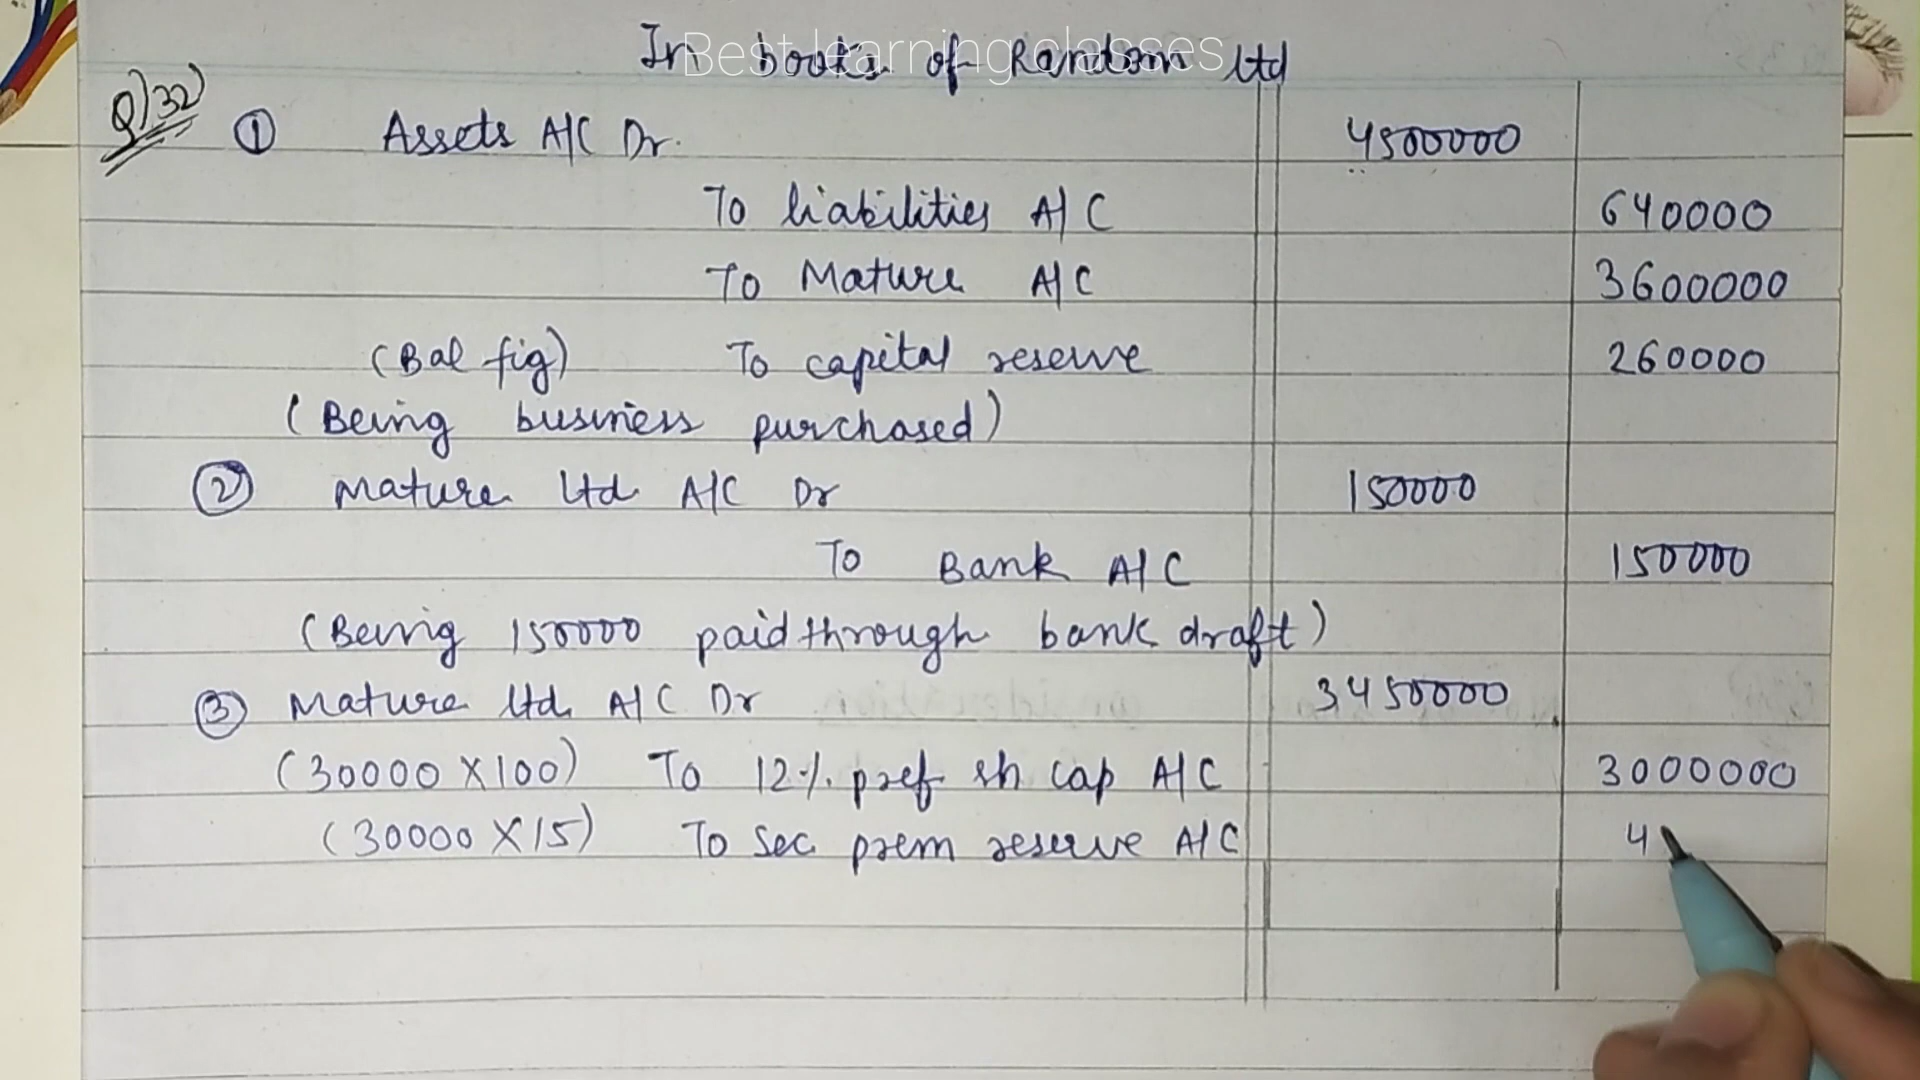 Best learning classes
In books of Random Ltd
Q)32)
① Assets A/C Dr. 4500000
To liabilities A/C 640000
To Mature A/C 3600000
(Bal fig) To capital reserve 260000
(Being business purchased)
② Mature Ltd A/C Dr 150000
To Bank A/C 150000
(Being 150000 paid through bank draft)
③ Mature Ltd A/C Dr 3450000
(30000 X 100) To 12% pref sh cap A/C 3000000
(30000 X 15) To Sec prem reserve A/C 4